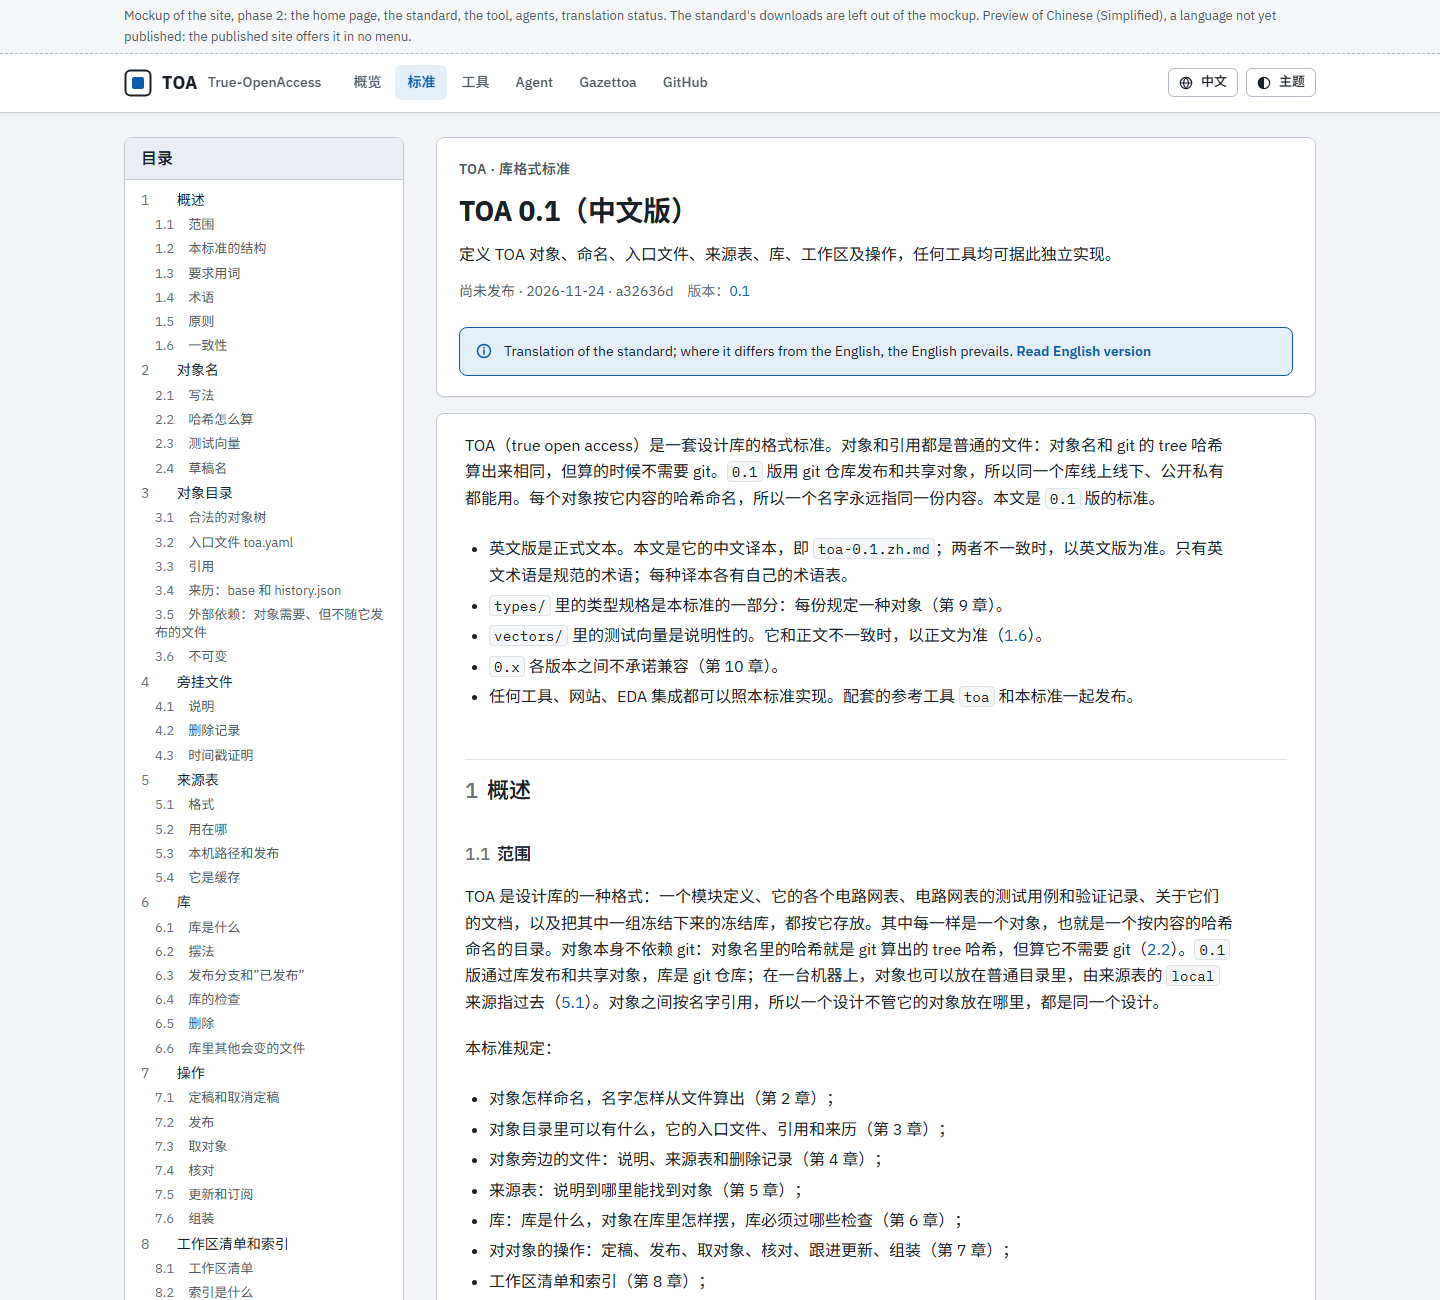 Mockup of the site, phase 2: the home page, the standard, the tool, agents, translation status. The standard's downloads are left out of the mockup. Preview of Chinese (Simplified), a language not yet
published: the published site offers it in no menu.
TOA True-OpenAccess 概览 标准 工具 Agent Gazettoa GitHub 中文 主题
目录
1 概述
1.1 范围
1.2 本标准的结构
1.3 要求用词
1.4 术语
1.5 原则
1.6 一致性
2 对象名
2.1 写法
2.2 哈希怎么算
2.3 测试向量
2.4 草稿名
3 对象目录
3.1 合法的对象树
3.2 入口文件 toa.yaml
3.3 引用
3.4 来历：base 和 history.json
3.5 外部依赖：对象需要、但不随它发
布的文件
3.6 不可变
4 旁挂文件
4.1 说明
4.2 删除记录
4.3 时间戳证明
5 来源表
5.1 格式
5.2 用在哪
5.3 本机路径和发布
5.4 它是缓存
6 库
6.1 库是什么
6.2 摆法
6.3 发布分支和”已发布”
6.4 库的检查
6.5 删除
6.6 库里其他会变的文件
7 操作
7.1 定稿和取消定稿
7.2 发布
7.3 取对象
7.4 核对
7.5 更新和订阅
7.6 组装
8 工作区清单和索引
8.1 工作区清单
8.2 索引是什么
TOA · 库格式标准
TOA 0.1（中文版）
定义 TOA 对象、命名、入口文件、来源表、库、工作区及操作，任何工具均可据此独立实现。
尚未发布 · 2026-11-24 · a32636d 版本：0.1
Translation of the standard; where it differs from the English, the English prevails. Read English version
TOA（true open access）是一套设计库的格式标准。对象和引用都是普通的文件：对象名和 git 的 tree 哈希
算出来相同，但算的时候不需要 git。0.1 版用 git 仓库发布和共享对象，所以同一个库线上线下、公开私有
都能用。每个对象按它内容的哈希命名，所以一个名字永远指同一份内容。本文是 0.1 版的标准。
• 英文版是正式文本。本文是它的中文译本，即 toa-0.1.zh.md；两者不一致时，以英文版为准。只有英
文术语是规范的术语；每种译本各有自己的术语表。
• types/ 里的类型规格是本标准的一部分：每份规定一种对象（第 9 章）。
• vectors/ 里的测试向量是说明性的。它和正文不一致时，以正文为准（1.6）。
• 0.x 各版本之间不承诺兼容（第 10 章）。
• 任何工具、网站、EDA 集成都可以照本标准实现。配套的参考工具 toa 和本标准一起发布。
1 概述
1.1 范围
TOA 是设计库的一种格式：一个模块定义、它的各个电路网表、电路网表的测试用例和验证记录、关于它们
的文档，以及把其中一组冻结下来的冻结库，都按它存放。其中每一样是一个对象，也就是一个按内容的哈希
命名的目录。对象本身不依赖 git：对象名里的哈希就是 git 算出的 tree 哈希，但算它不需要 git（2.2）。0.1
版通过库发布和共享对象，库是 git 仓库；在一台机器上，对象也可以放在普通目录里，由来源表的 local
来源指过去（5.1）。对象之间按名字引用，所以一个设计不管它的对象放在哪里，都是同一个设计。
本标准规定：
• 对象怎样命名，名字怎样从文件算出（第 2 章）；
• 对象目录里可以有什么，它的入口文件、引用和来历（第 3 章）；
• 对象旁边的文件：说明、来源表和删除记录（第 4 章）；
• 来源表：说明到哪里能找到对象（第 5 章）；
• 库：库是什么，对象在库里怎样摆，库必须过哪些检查（第 6 章）；
• 对对象的操作：定稿、发布、取对象、核对、跟进更新、组装（第 7 章）；
• 工作区清单和索引（第 8 章）；